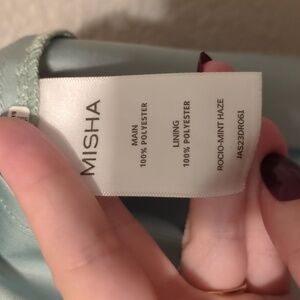 MISHA
MAIN
100% POLYESTER
LINING
100% POLYESTER
ROCIO-MINT HAZE
JAS23DR061